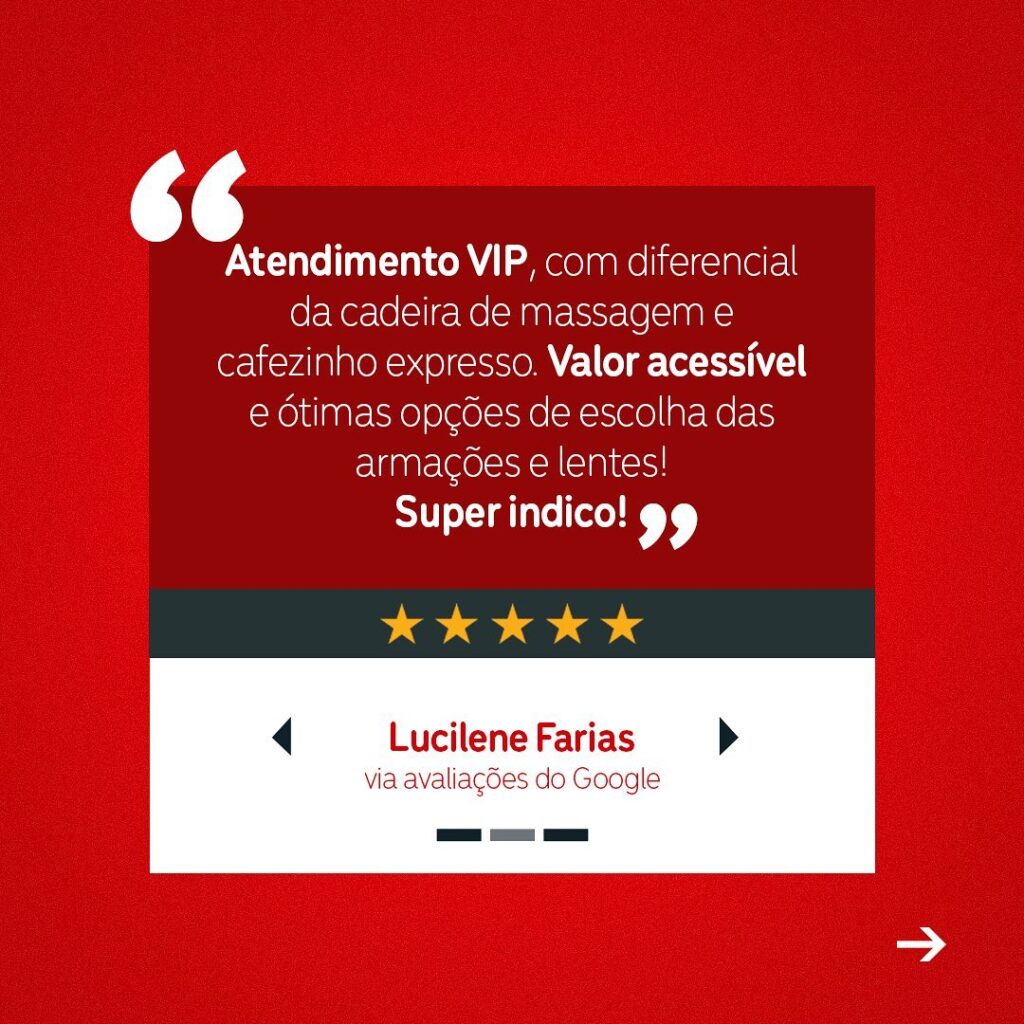 “
Atendimento VIP, com diferencial
da cadeira de massagem e
cafezinho expresso. Valor acessível
e ótimas opções de escolha das
armações e lentes!
Super indico! ”
Lucilene Farias
via avaliações do Google